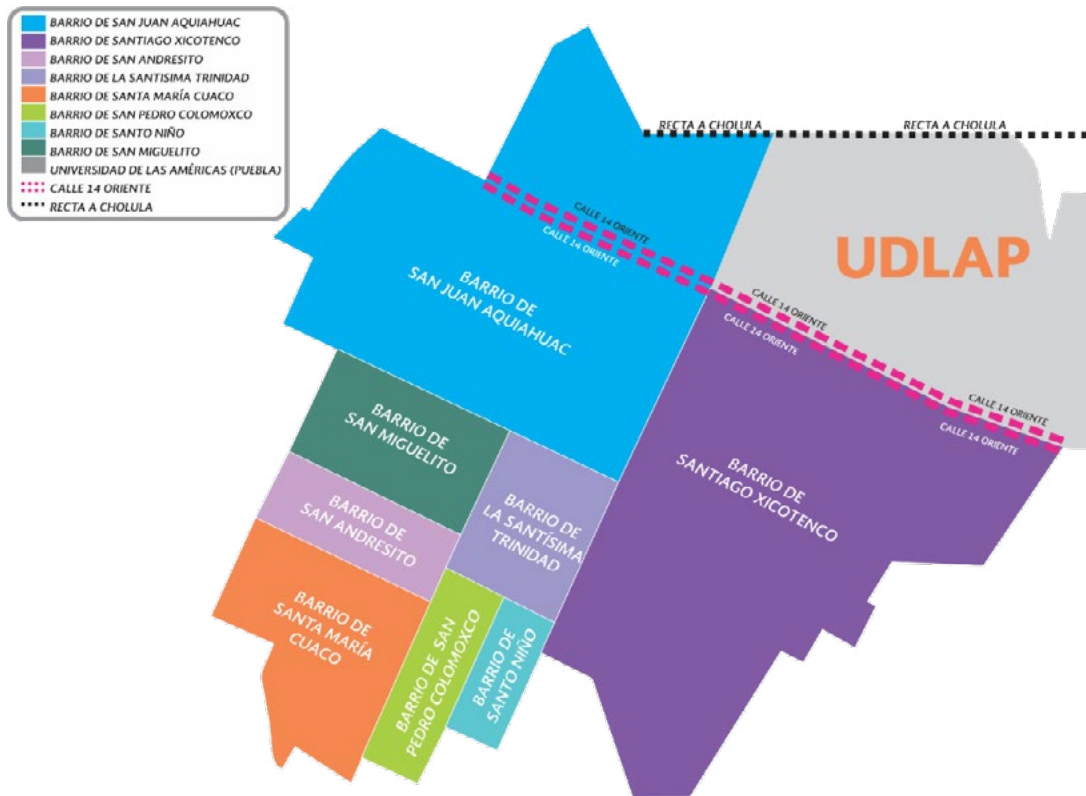 BARRIO DE SAN JUAN AQUIAHUAC
BARRIO DE SANTIAGO XICOTENCO
BARRIO DE SAN ANDRESITO
BARRIO DE LA SANTISIMA TRINIDAD
BARRIO DE SANTA MARÍA CUACO
BARRIO DE SAN PEDRO COLOMOXCO
BARRIO DE SANTO NIÑO
BARRIO DE SAN MIGUELITO
UNIVERSIDAD DE LAS AMÉRICAS (PUEBLA)
CALLE 14 ORIENTE
RECTA A CHOLULA
RECTA A CHOLULA
RECTA A CHOLULA
CALLE 14 ORIENTE
CALLE 14 ORIENTE
UDLAP
BARRIO DE
SAN JUAN AQUIAHUAC
CALLE 14 ORIENTE
CALLE 14 ORIENTE
CALLE 14 ORIENTE
CALLE 14 ORIENTE
BARRIO DE
SAN MIGUELITO
BARRIO DE
SANTIAGO XICOTENCO
BARRIO DE
LA SANTÍSIMA
TRINIDAD
BARRIO DE
SAN ANDRESITO
BARRIO DE
SANTA MARÍA
CUACO
BARRIO DE SAN
PEDRO COLOMOXCO
BARRIO DE
SANTO NIÑO